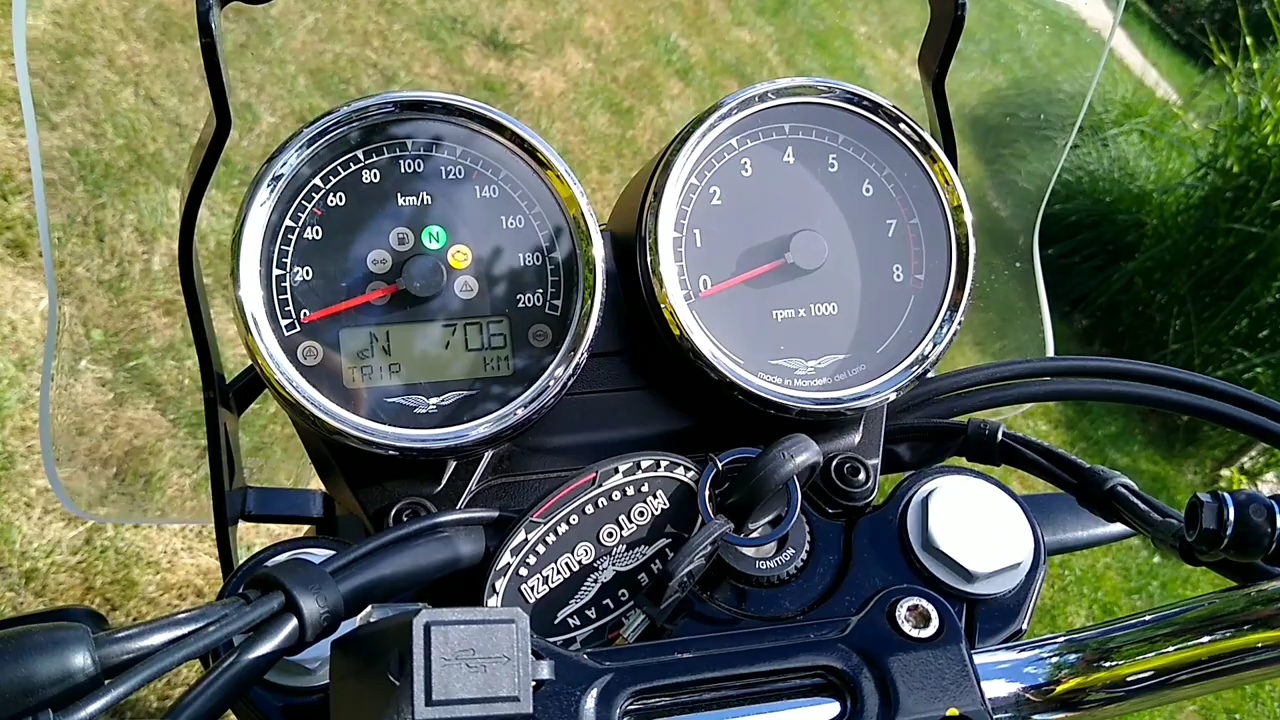 0
20
40
60
80
100
120
140
160
180
200
km/h
N
N 70.6
TRIP KM
0
1
2
3
4
5
6
7
8
rpm x 1000
made in Mandello del Lario
IGNITION
MOTO GUZZI
PROUD OWNERS
THE CLAN